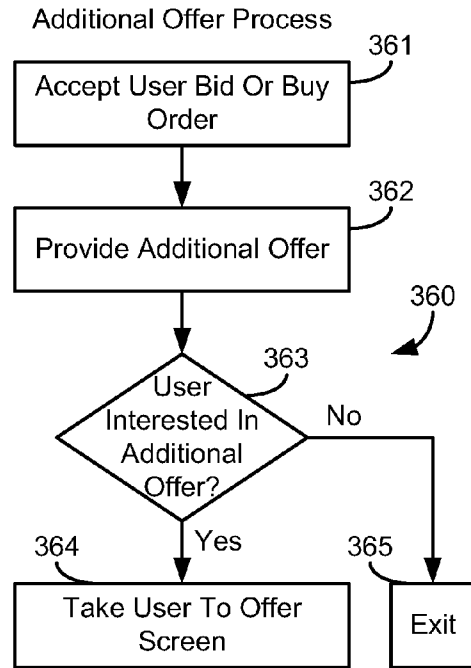 Additional Offer Process
361
Accept User Bid Or Buy
Order
362
Provide Additional Offer
360
363
User
Interested In
Additional
Offer?
No
Yes
364
365
Take User To Offer
Screen
Exit